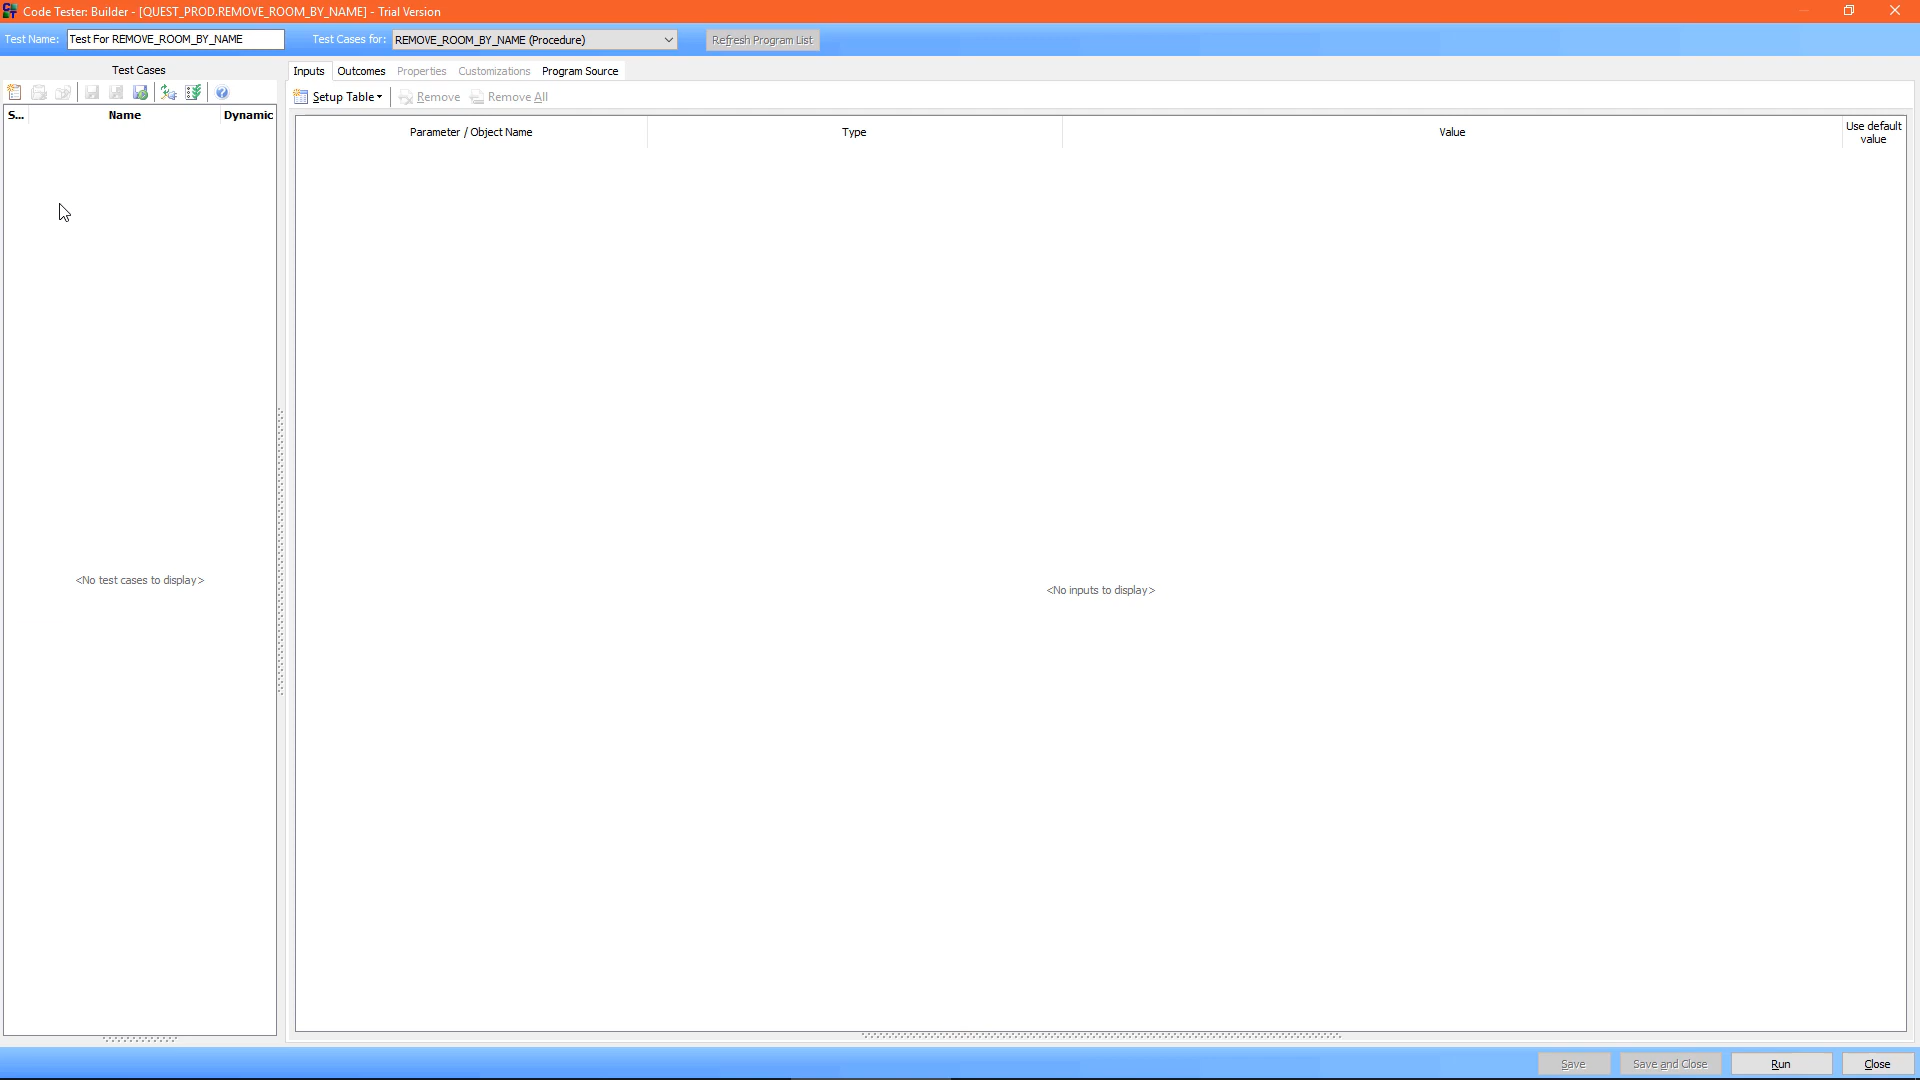 Code Tester: Builder - [QUEST_PROD.REMOVE_ROOM_BY_NAME] - Trial Version
Test Name: Test For REMOVE_ROOM_BY_NAME Test Cases for: REMOVE_ROOM_BY_NAME (Procedure) Refresh Program List
Test Cases
Inputs Outcomes Properties Customizations Program Source
Setup Table Remove Remove All
S... Name Dynamic
Parameter / Object Name Type Value Use default
value
<No test cases to display>
<No inputs to display>
Save Save and Close Run Close